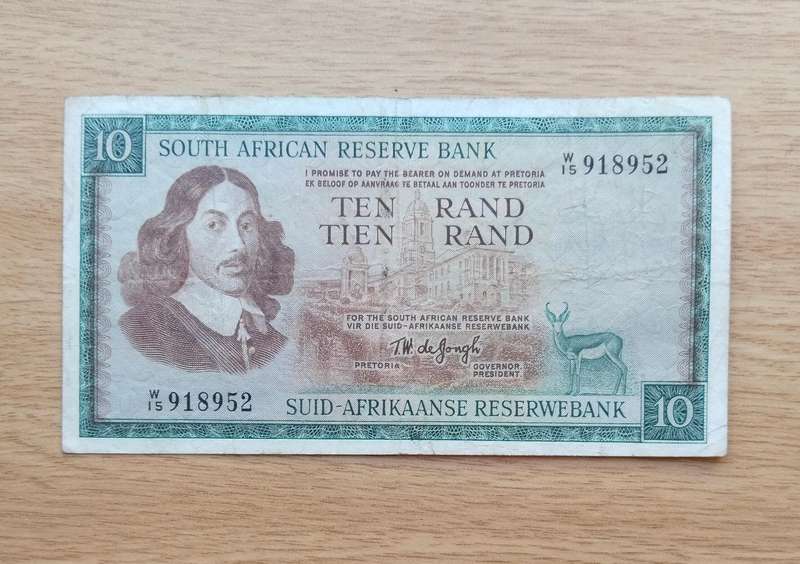 10
SOUTH AFRICAN RESERVE BANK
W/15 918952
I PROMISE TO PAY THE BEARER ON DEMAND AT PRETORIA
EK BELOOF OP AANVRAAG TE BETAAL AAN TOONDER TE PRETORIA
TEN RAND
TIEN RAND
FOR THE SOUTH AFRICAN RESERVE BANK
VIR DIE SUID-AFRIKAANSE RESERWEBANK
T.W. de Jongh
PRETORIA
GOVERNOR.
PRESIDENT.
W/15 918952
SUID-AFRIKAANSE RESERWEBANK
10